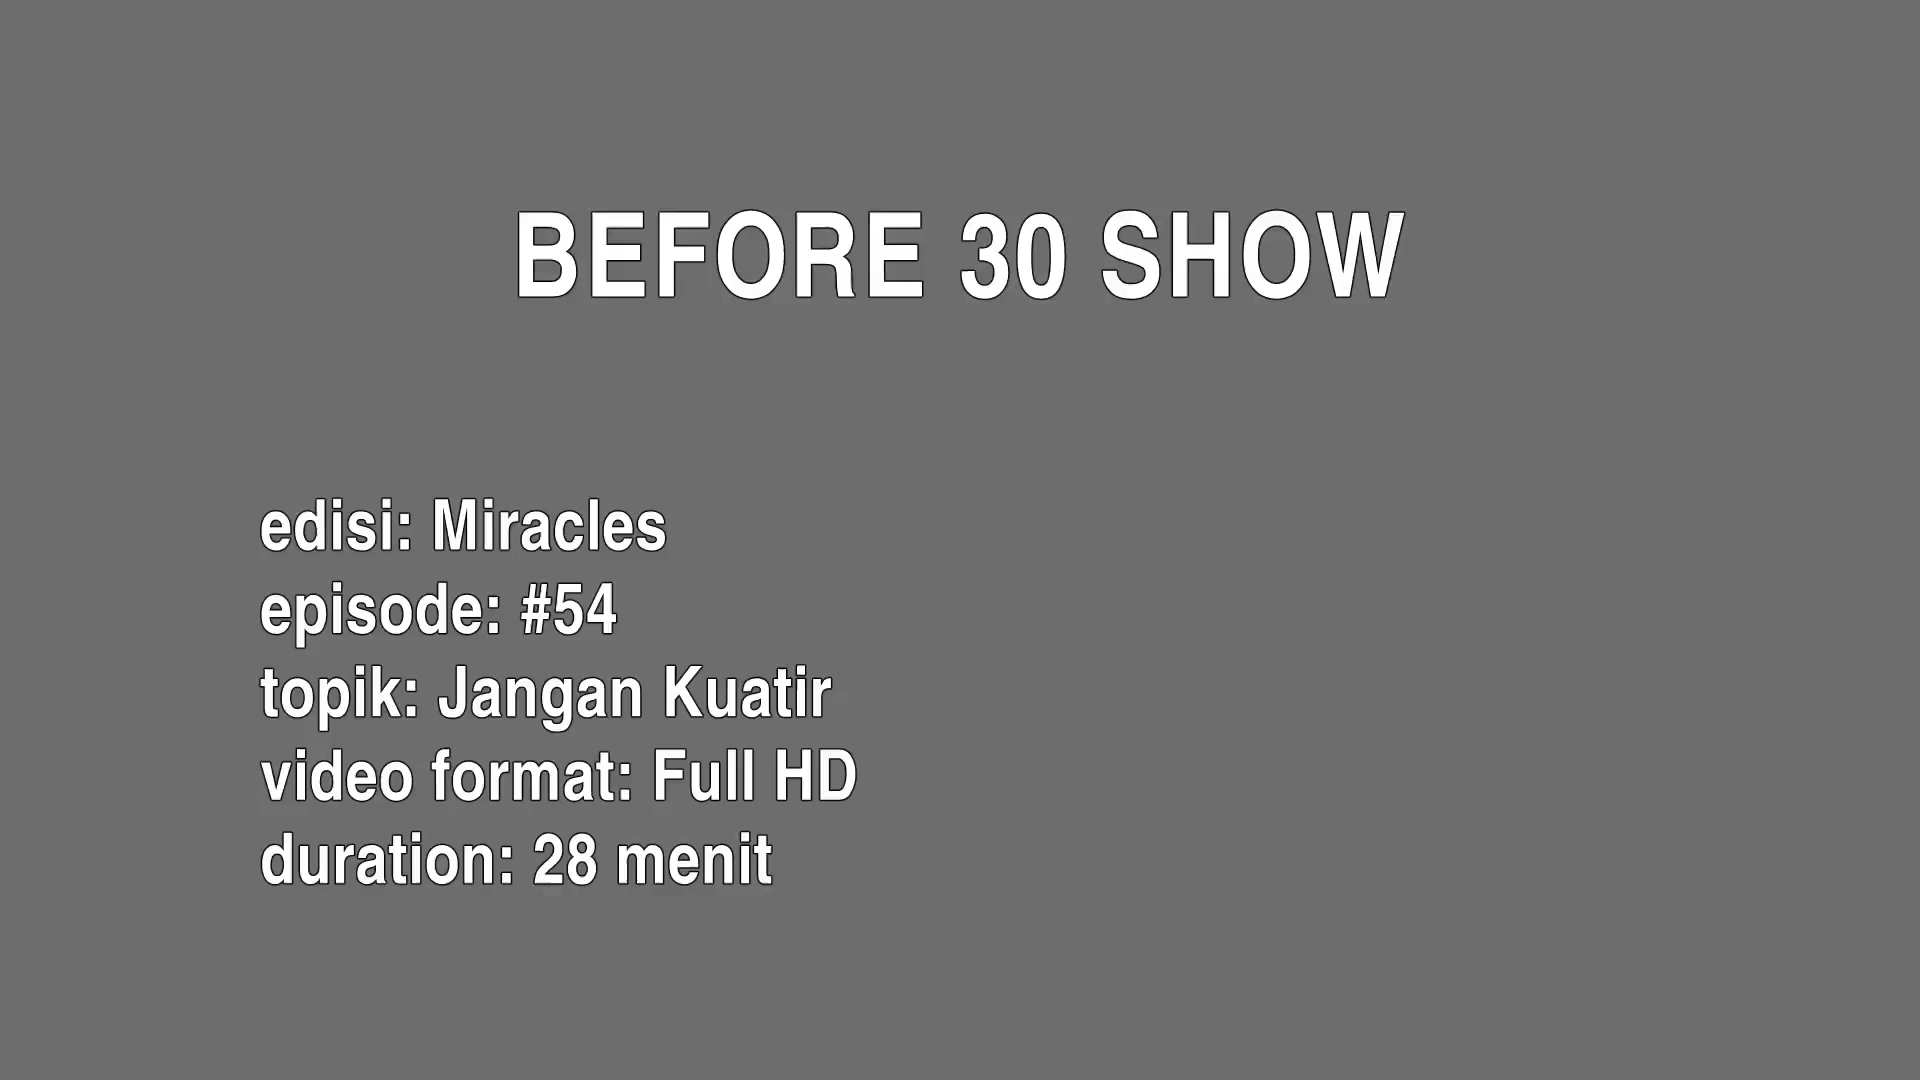 BEFORE 30 SHOW
edisi: Miracles
episode: #54
topik: Jangan Kuatir
video format: Full HD
duration: 28 menit